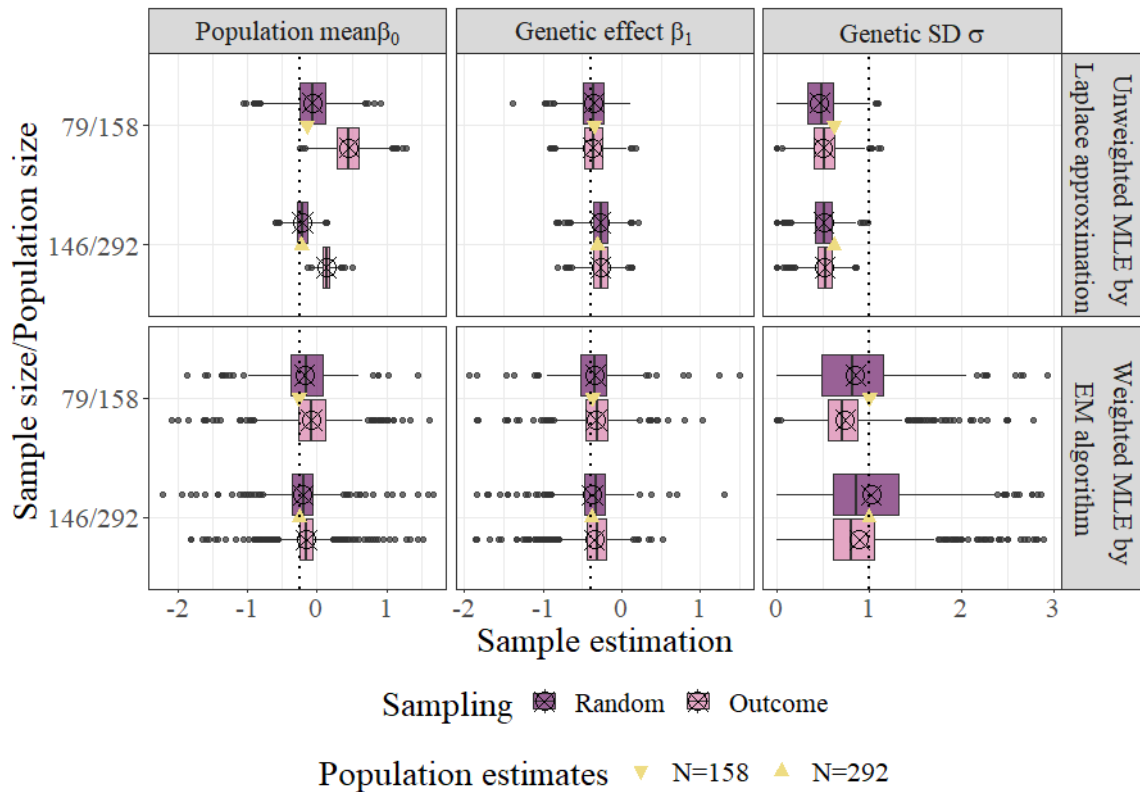 Population meanβ₀
Genetic effect β₁
Genetic SD σ
Sample size/Population size
79/158
146/292
79/158
146/292
Unweighted MLE by
Laplace approximation
Weighted MLE by
EM algorithm
-2 -1 0 1
-2 -1 0 1
0 1 2 3
Sample estimation
Sampling Random Outcome
Population estimates N=158 N=292